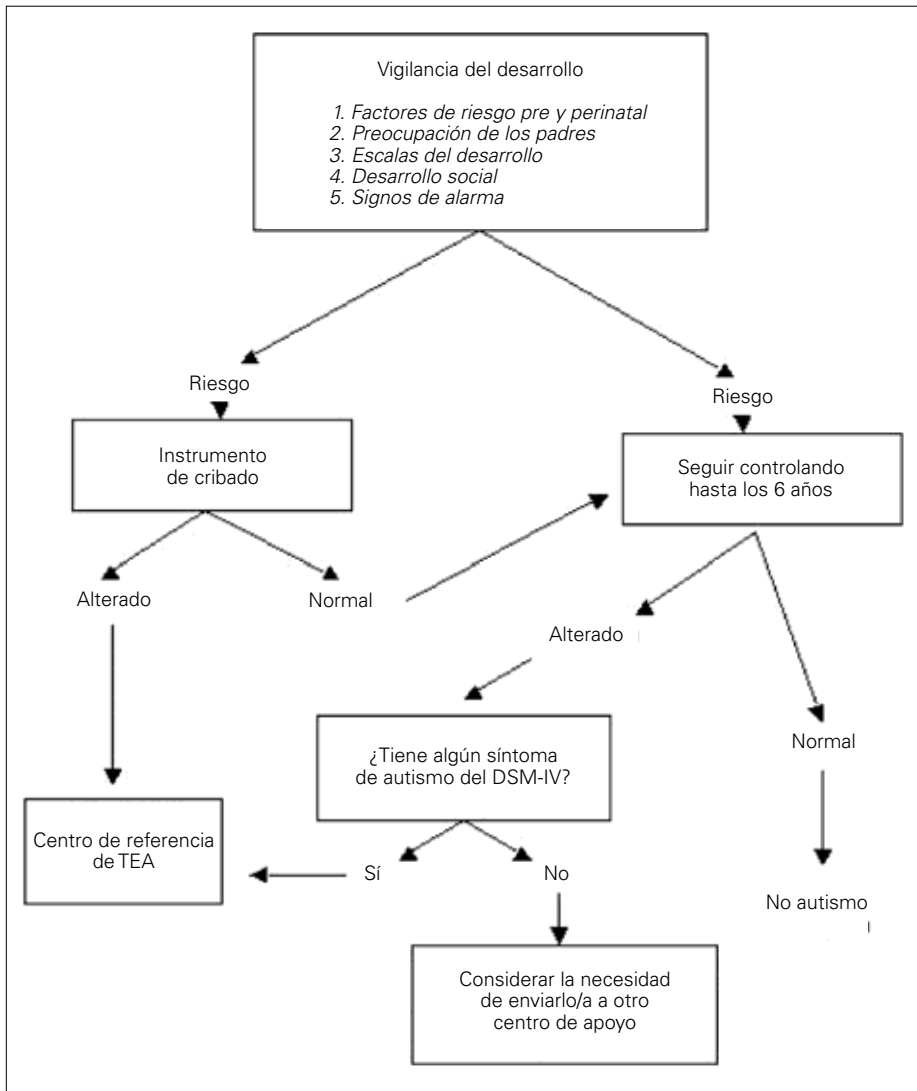 Vigilancia del desarrollo
1. Factores de riesgo pre y perinatal
2. Preocupación de los padres
3. Escalas del desarrollo
4. Desarrollo social
5. Signos de alarma
Riesgo
Riesgo
Instrumento
de cribado
Seguir controlando
hasta los 6 años
Alterado
Normal
Alterado
Normal
¿Tiene algún síntoma
de autismo del DSM-IV?
Centro de referencia
de TEA
Sí
No
No autismo
Considerar la necesidad
de enviarlo/a a otro
centro de apoyo